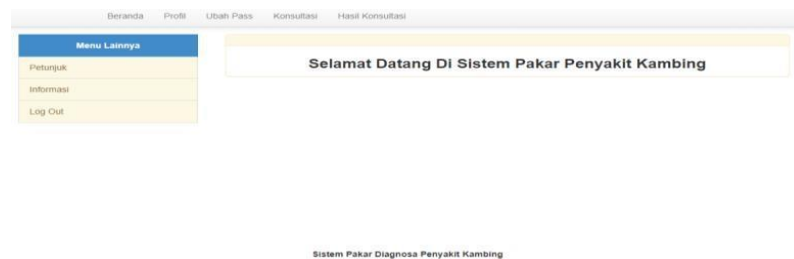 Beranda Profil Ubah Pass Konsultasi Hasil Konsultasi
Menu Lainnya
Petunjuk
Informasi
Log Out
Selamat Datang Di Sistem Pakar Penyakit Kambing
Sistem Pakar Diagnosa Penyakit Kambing